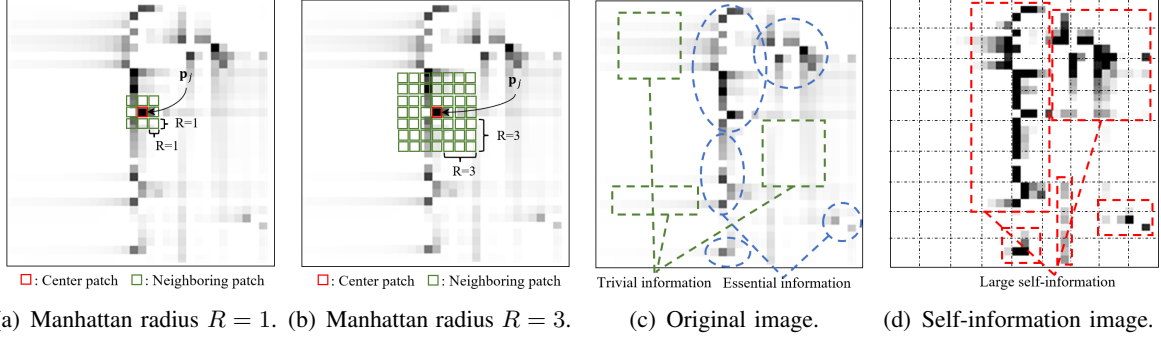 p_j
R=1
R=1
□: Center patch □: Neighboring patch
p_j
R=3
R=3
□: Center patch □: Neighboring patch
Trivial information Essential information
Large self-information
a) Manhattan radius R = 1. (b) Manhattan radius R = 3. (c) Original image. (d) Self-information image.